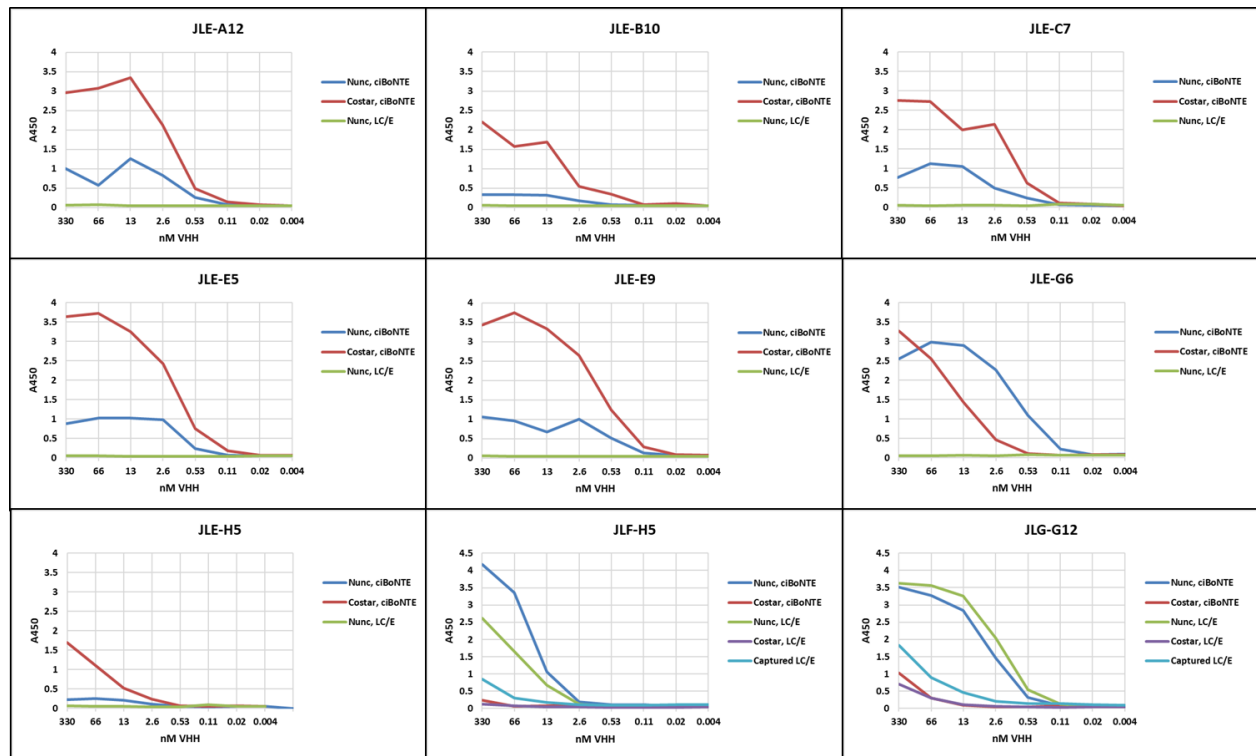 JLE-A12
4
3.5
3
2.5
2
1.5
1
0.5
0
A450
330 66 13 2.6 0.53 0.11 0.02 0.004
nM VHH
Nunc, ciBoNTE
Costar, ciBoNTE
Nunc, LC/E
JLE-B10
4
3.5
3
2.5
2
1.5
1
0.5
0
A450
330 66 13 2.6 0.53 0.11 0.02 0.004
nM VHH
Nunc, ciBoNTE
Costar, ciBoNTE
Nunc, LC/E
JLE-C7
4
3.5
3
2.5
2
1.5
1
0.5
0
A450
330 66 13 2.6 0.53 0.11 0.02 0.004
nM VHH
Nunc, ciBoNTE
Costar, ciBoNTE
Nunc, LC/E
JLE-E5
4
3.5
3
2.5
2
1.5
1
0.5
0
A450
330 66 13 2.6 0.53 0.11 0.02 0.004
nM VHH
Nunc, ciBoNTE
Costar, ciBoNTE
Nunc, LC/E
JLE-E9
4
3.5
3
2.5
2
1.5
1
0.5
0
A450
330 66 13 2.6 0.53 0.11 0.02 0.004
nM VHH
Nunc, ciBoNTE
Costar, ciBoNTE
Nunc, LC/E
JLE-G6
4
3.5
3
2.5
2
1.5
1
0.5
0
A450
330 66 13 2.6 0.53 0.11 0.02 0.004
nM VHH
Nunc, ciBoNTE
Costar, ciBoNTE
Nunc, LC/E
JLE-H5
4
3.5
3
2.5
2
1.5
1
0.5
0
A450
330 66 13 2.6 0.53 0.11 0.02 0.004
nM VHH
Nunc, ciBoNTE
Costar, ciBoNTE
Nunc, LC/E
JLF-H5
4.5
4
3.5
3
2.5
2
1.5
1
0.5
0
A450
330 66 13 2.6 0.53 0.11 0.02 0.004
nM VHH
Nunc, ciBoNTE
Costar, ciBoNTE
Nunc, LC/E
Costar, LC/E
Captured LC/E
JLG-G12
4.5
4
3.5
3
2.5
2
1.5
1
0.5
0
A450
330 66 13 2.6 0.53 0.11 0.02 0.004
nM VHH
Nunc, ciBoNTE
Costar, ciBoNTE
Nunc, LC/E
Costar, LC/E
Captured LC/E